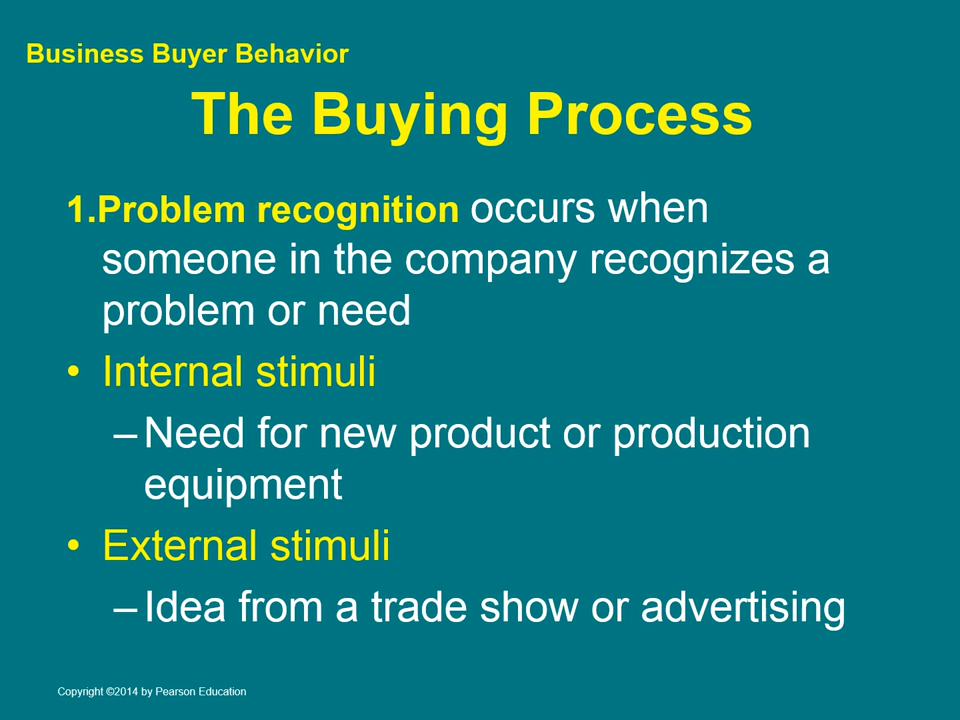 Business Buyer Behavior
The Buying Process
1.Problem recognition occurs when
someone in the company recognizes a
problem or need
• Internal stimuli
– Need for new product or production
equipment
• External stimuli
– Idea from a trade show or advertising
Copyright ©2014 by Pearson Education